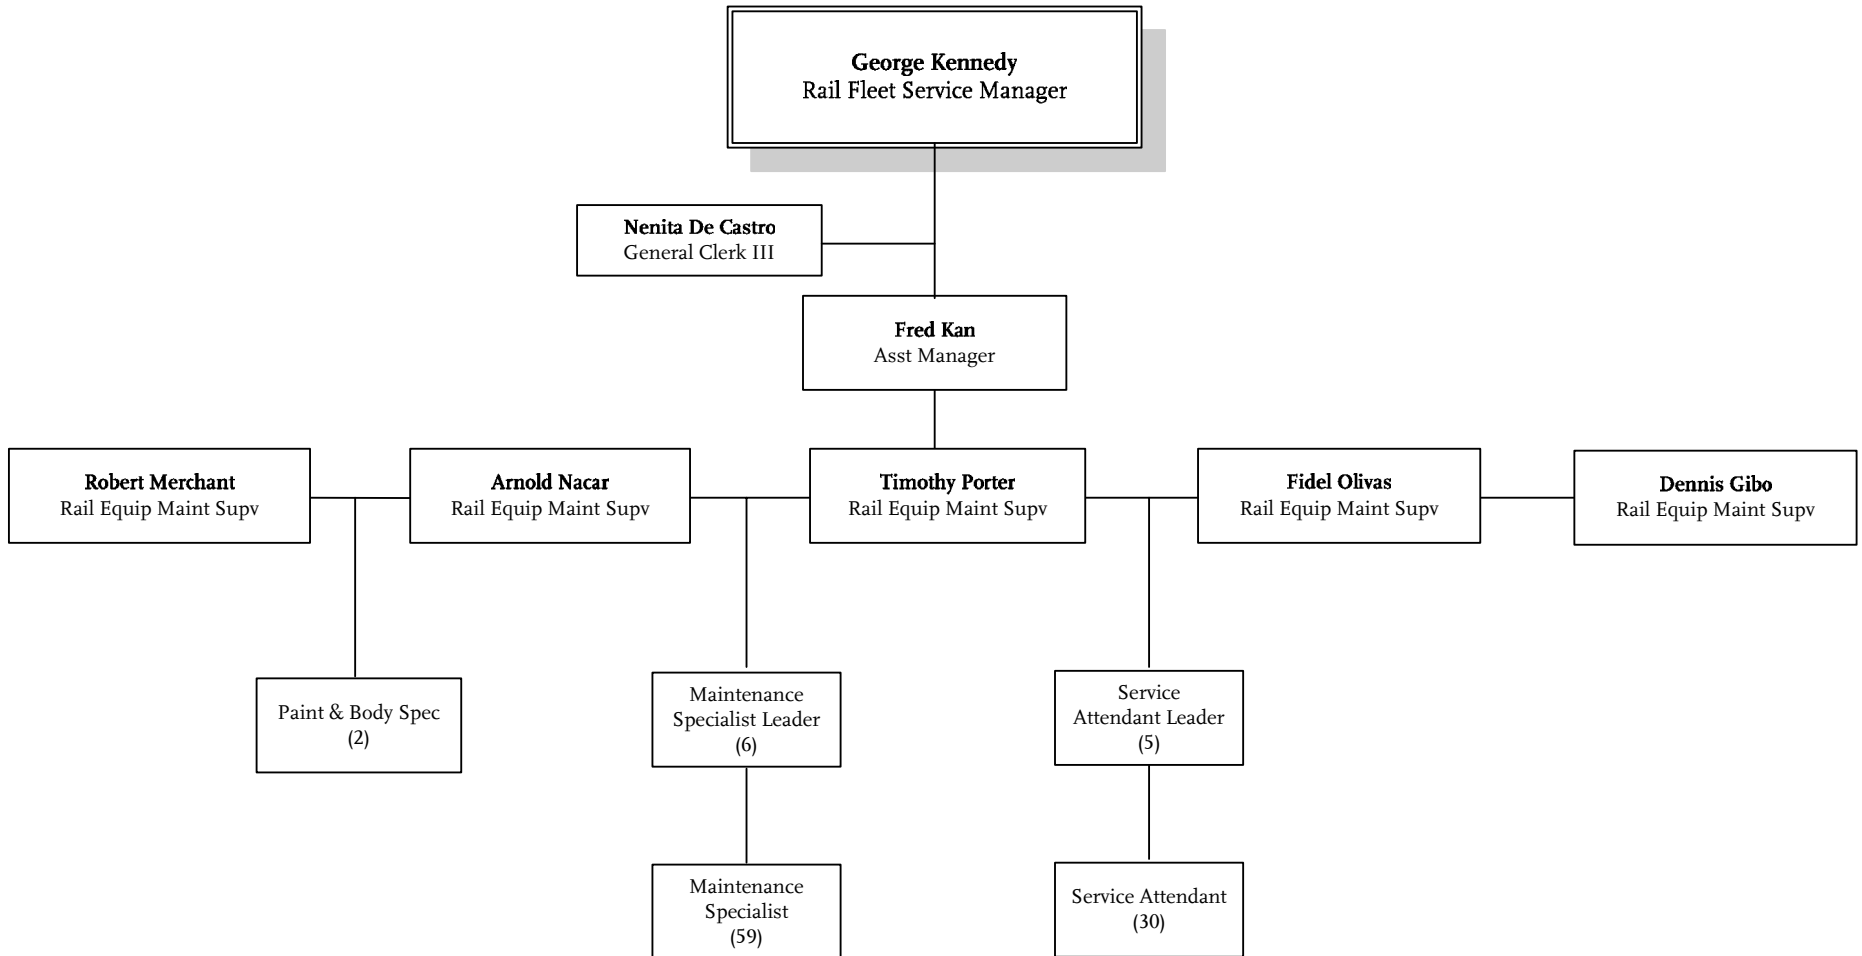 George Kennedy
Rail Fleet Service Manager
Nenita De Castro
General Clerk III
Fred Kan
Asst Manager
Robert Merchant
Rail Equip Maint Supv
Arnold Nacar
Rail Equip Maint Supv
Timothy Porter
Rail Equip Maint Supv
Fidel Olivas
Rail Equip Maint Supv
Dennis Gibo
Rail Equip Maint Supv
Paint & Body Spec
(2)
Maintenance
Specialist Leader
(6)
Service
Attendant Leader
(5)
Maintenance
Specialist
(59)
Service Attendant
(30)